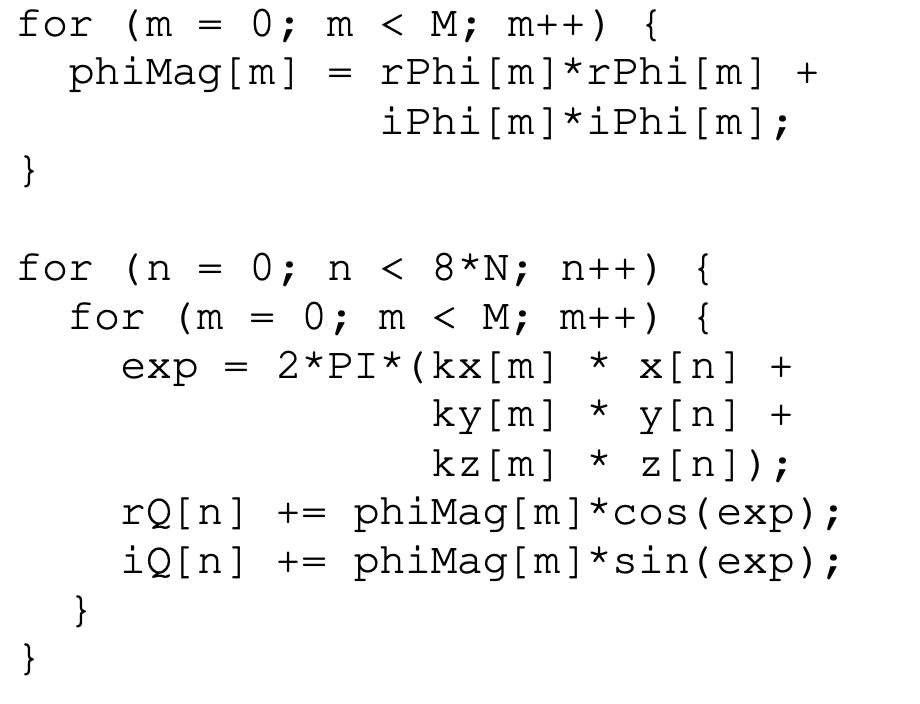 for (m = 0; m < M; m++) {
  phiMag[m] = rPhi[m]*rPhi[m] +
              iPhi[m]*iPhi[m];
}

for (n = 0; n < 8*N; n++) {
  for (m = 0; m < M; m++) {
    exp = 2*PI*(kx[m] * x[n] +
                ky[m] * y[n] +
                kz[m] * z[n]);
    rQ[n] += phiMag[m]*cos(exp);
    iQ[n] += phiMag[m]*sin(exp);
  }
}